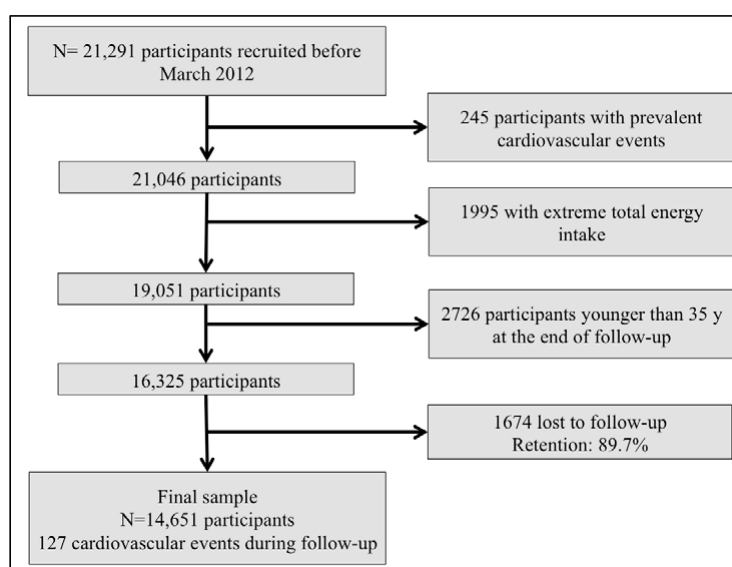 N= 21,291 participants recruited before
March 2012
245 participants with prevalent
cardiovascular events
21,046 participants
1995 with extreme total energy
intake
19,051 participants
2726 participants younger than 35 y
at the end of follow-up
16,325 participants
1674 lost to follow-up
Retention: 89.7%
Final sample
N=14,651 participants
127 cardiovascular events during follow-up